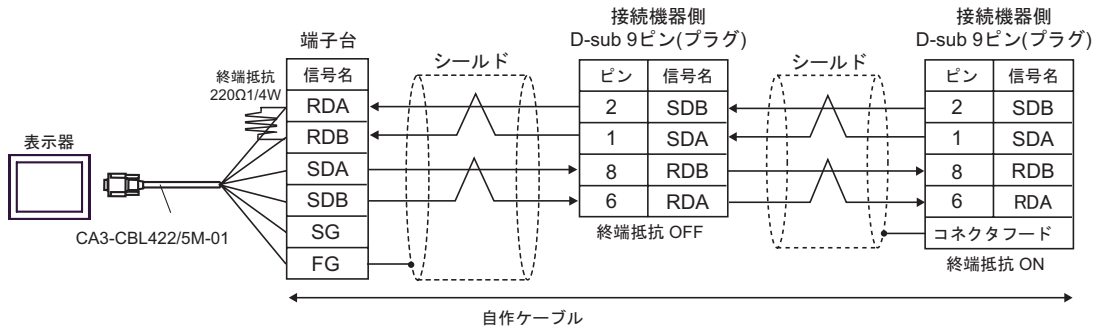 表示器
CA3-CBL422/5M-01
終端抵抗
220Ω1/4W
端子台
信号名
RDA
RDB
SDA
SDB
SG
FG
シールド
接続機器側
D-sub 9ピン(プラグ)
ピン 信号名
2 SDB
1 SDA
8 RDB
6 RDA
終端抵抗 OFF
シールド
接続機器側
D-sub 9ピン(プラグ)
ピン 信号名
2 SDB
1 SDA
8 RDB
6 RDA
コネクタフード
終端抵抗 ON
自作ケーブル